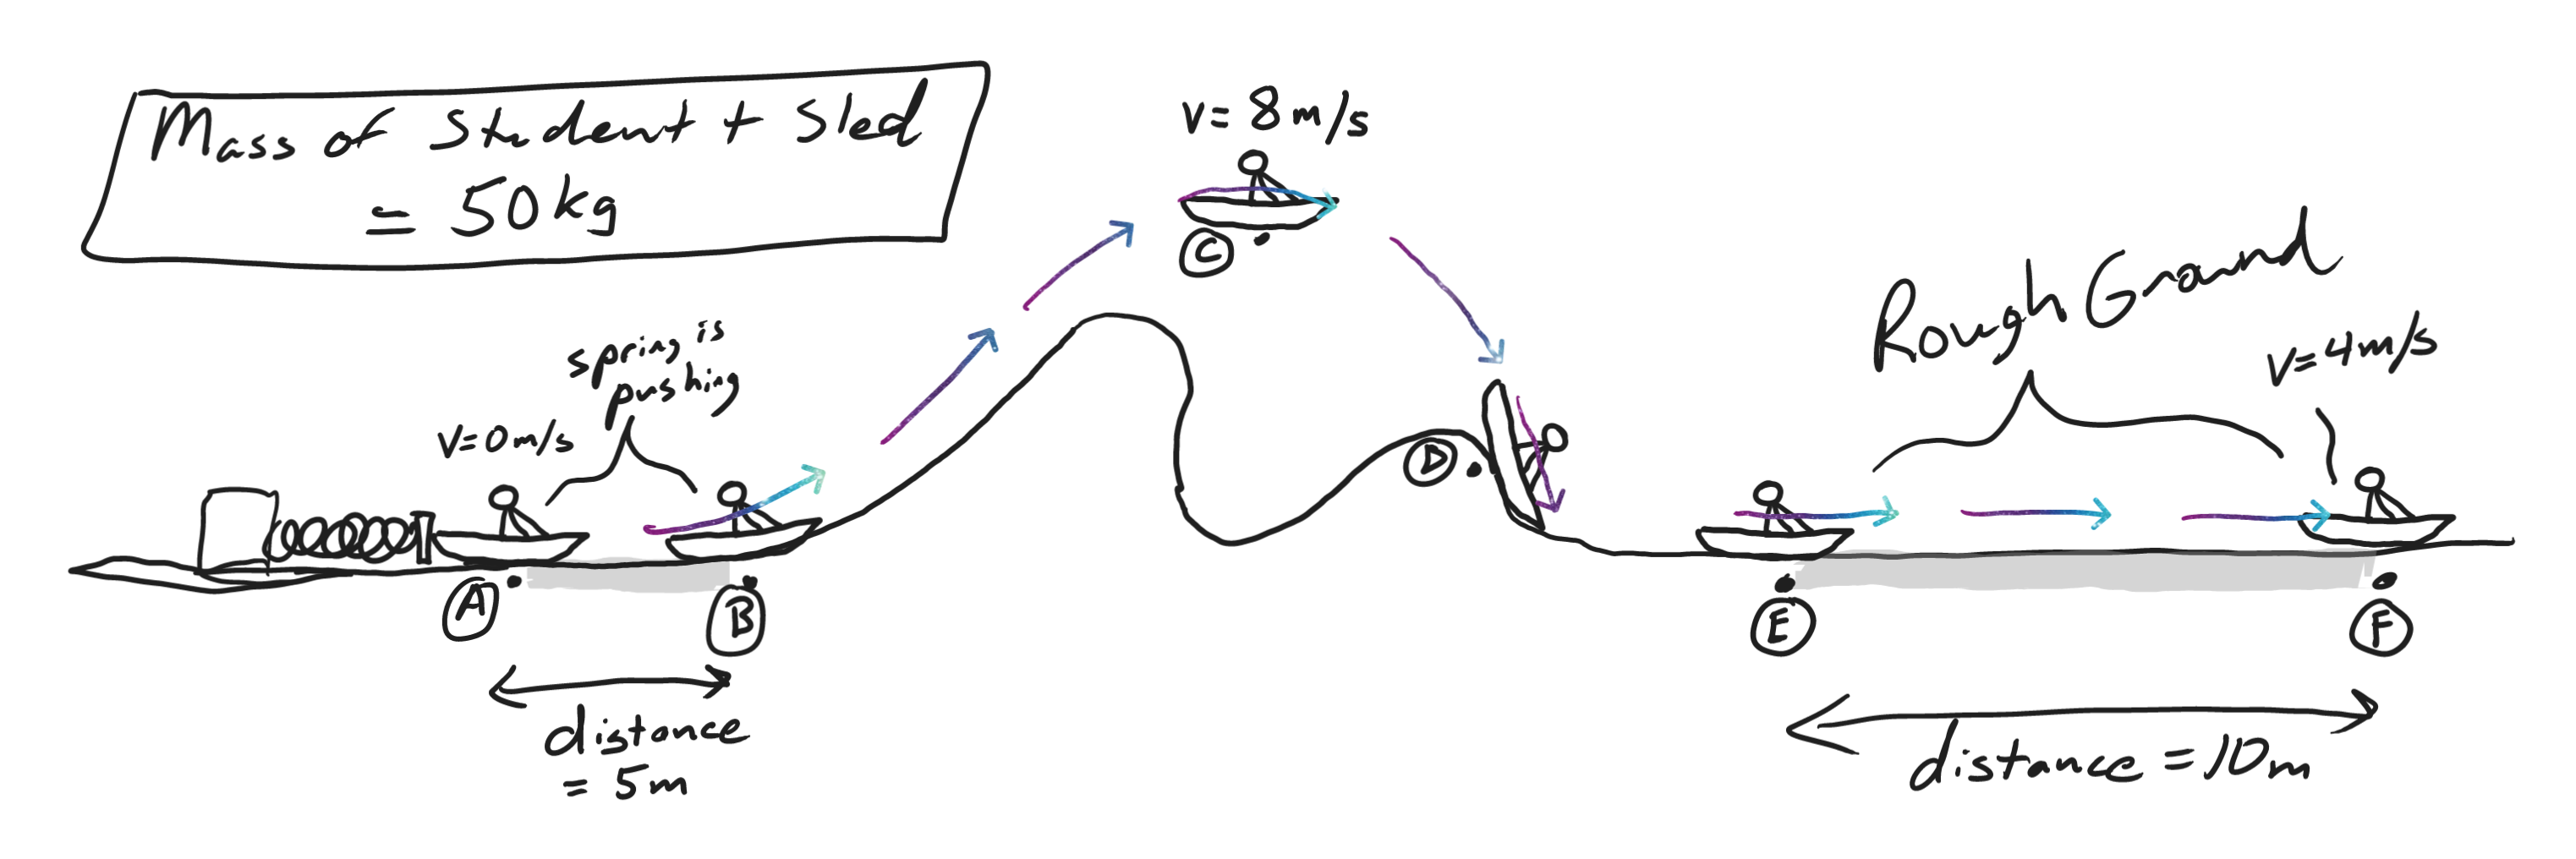 Mass of Student + Sled
= 50kg
v= 8m/s
C
Rough Ground
spring is
pushing
v=0m/s
v=4m/s
D
A
B
E
F
distance
= 5m
distance = 10m